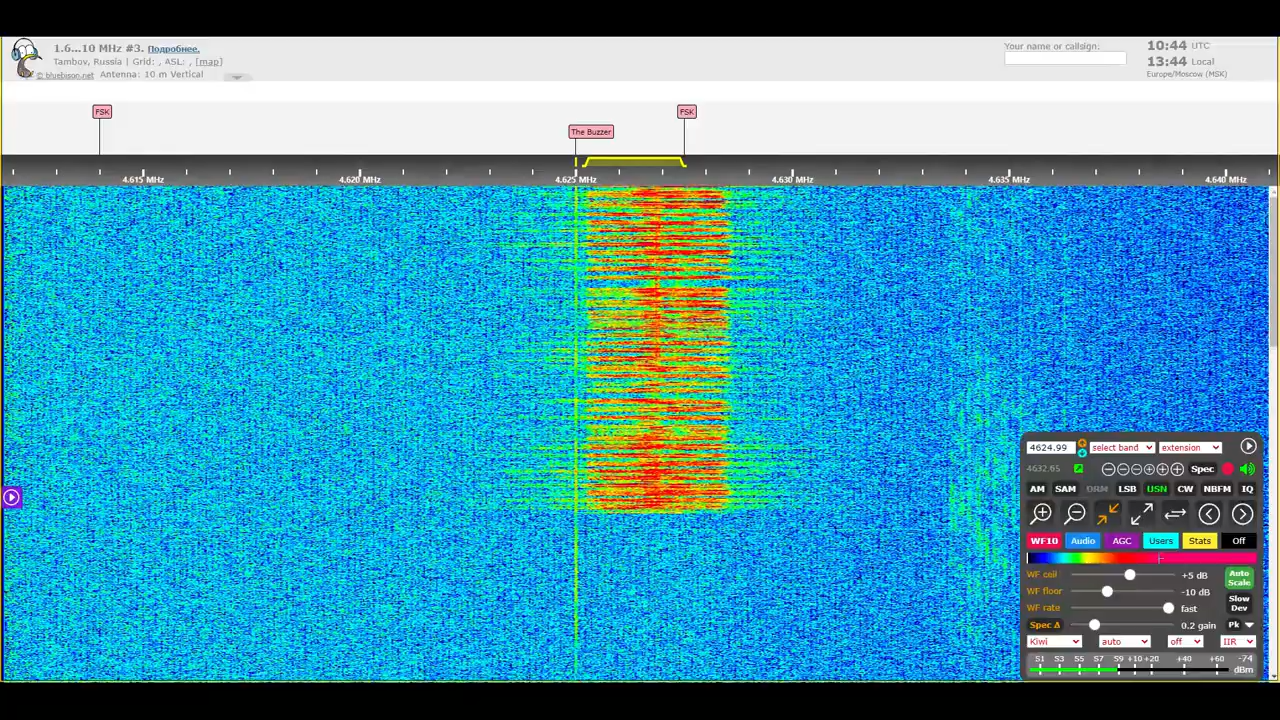 1.6...10 MHz #3. Подробнее.
Tambov, Russia | Grid: , ASL: , [map]
© bluebison.net Antenna: 10 m Vertical
Your name or callsign:
10:44 UTC
13:44 Local
Europe/Moscow (MSK)
FSK
FSK
The Buzzer
4.615 MHz 4.620 MHz 4.625 MHz 4.630 MHz 4.635 MHz 4.640 MHz
4624.99 select band extension
4632.65 Spec
AM SAM DRM LSB USN CW NBFM IQ
WF10 Audio AGC Users Stats Off
WF ceil +5 dB Auto Scale
WF floor -10 dB
WF rate fast Slow Dev
Spec Δ 0.2 gain Pk
Kiwi auto off IIR
S1 S3 S5 S7 S9 +10 +20 +40 +60 -74
dBm